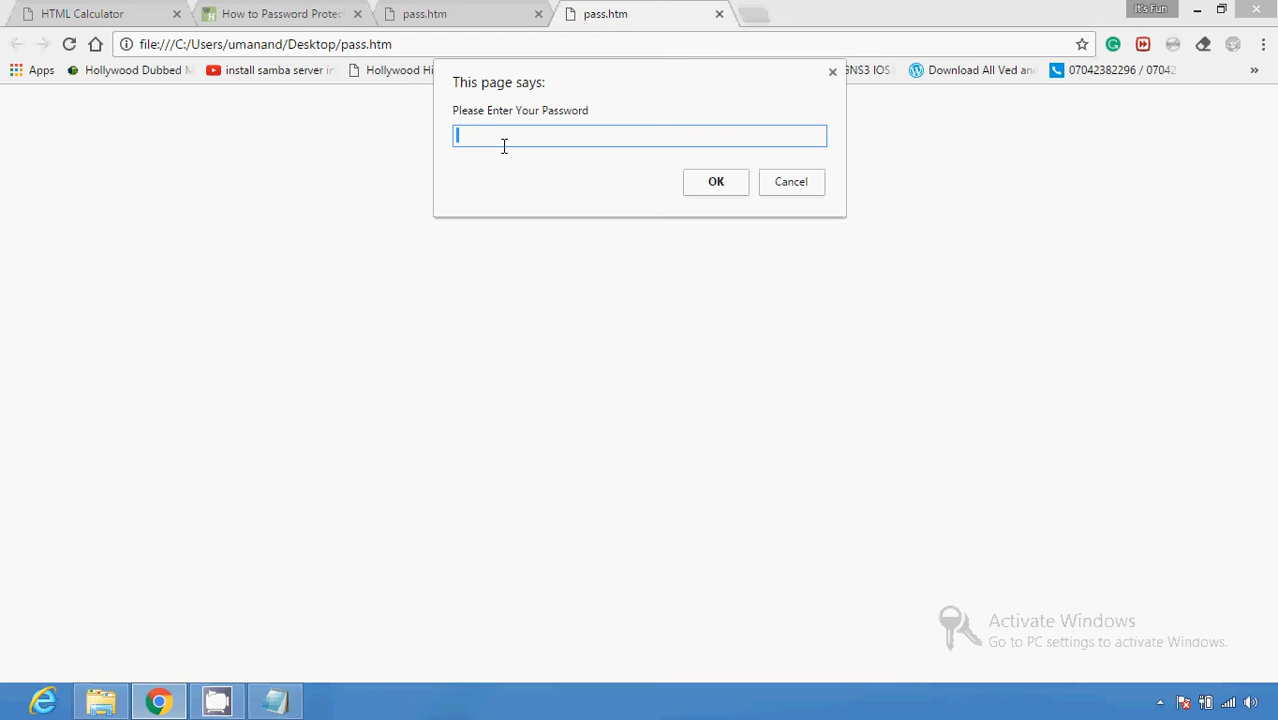 HTML Calculator
How to Password Protec
pass.htm
pass.htm
It's Fun
file:///C:/Users/umanand/Desktop/pass.htm
Apps
Hollywood Dubbed M
install samba server in
Hollywood Hi
GNS3 IOS
Download All Ved an
07042382296 / 07042
»
This page says:
Please Enter Your Password
OK
Cancel
Activate Windows
Go to PC settings to activate Windows.